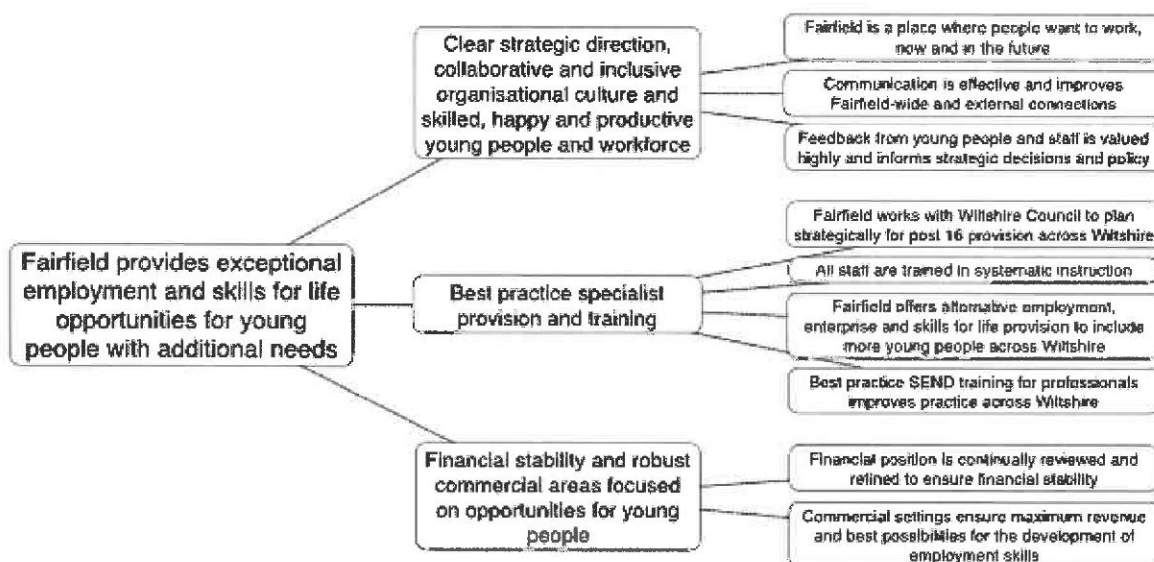 Fairfield provides exceptional
employment and skills for life
opportunities for young
people with additional needs
Clear strategic direction,
collaborative and inclusive
organisational culture and
skilled, happy and productive
young people and workforce
Fairfield is a place where people want to work,
now and in the future
Communication is effective and improves
Fairfield-wide and external connections
Feedback from young people and staff is valued
highly and informs strategic decisions and policy
Best practice specialist
provision and training
Fairfield works with Wiltshire Council to plan
strategically for post 16 provision across Wiltshire
All staff are trained in systematic instruction
Fairfield offers alternative employment,
enterprise and skills for life provision to include
more young people across Wiltshire
Best practice SEND training for professionals
improves practice across Wiltshire
Financial stability and robust
commercial areas focused
on opportunities for young
people
Financial position is continually reviewed and
refined to ensure financial stability
Commercial settings ensure maximum revenue
and best possibilities for the development of
employment skills